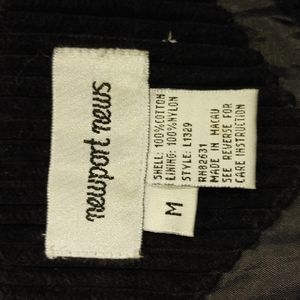 newport news
SHELL: 100%COTTON
LINING: 100%NYLON
STYLE: L1329
RN82631
MADE IN MACAU
SEE REVERSE FOR
CARE INSTRUCTION
M